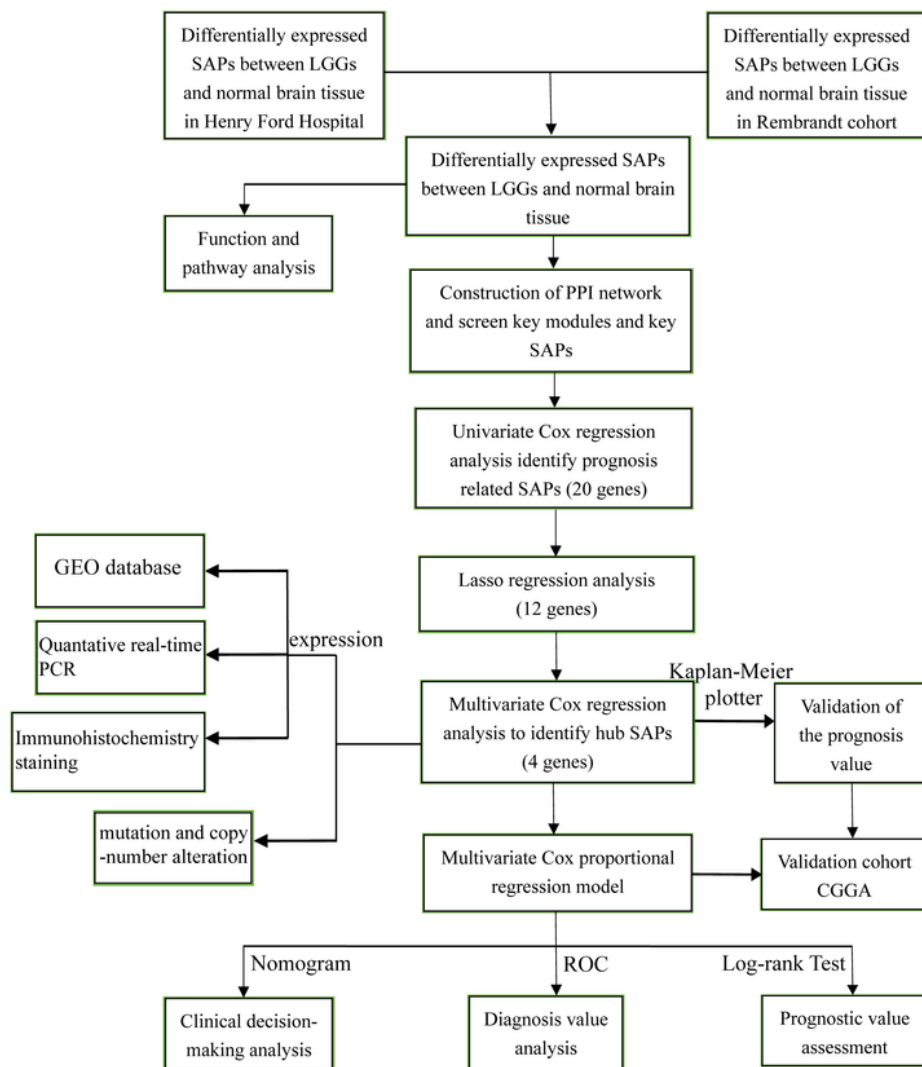 Differentially expressed
SAPs between LGGs
and normal brain tissue
in Henry Ford Hospital
Differentially expressed
SAPs between LGGs
and normal brain tissue
in Rembrandt cohort
Differentially expressed SAPs
between LGGs and normal brain
tissue
Function and
pathway analysis
Construction of PPI network
and screen key modules and key
SAPs
Univariate Cox regression
analysis identify prognosis
related SAPs (20 genes)
GEO database
Lasso regression analysis
(12 genes)
expression
Quantative real-time
PCR
Kaplan-Meier
plotter
Multivariate Cox regression
analysis to identify hub SAPs
(4 genes)
Validation of
the prognosis
value
Immunohistochemistry
staining
mutation and copy
-number alteration
Multivariate Cox proportional
regression model
Validation cohort
CGGA
Nomogram
ROC
Log-rank Test
Clinical decision-
making analysis
Diagnosis value
analysis
Prognostic value
assessment